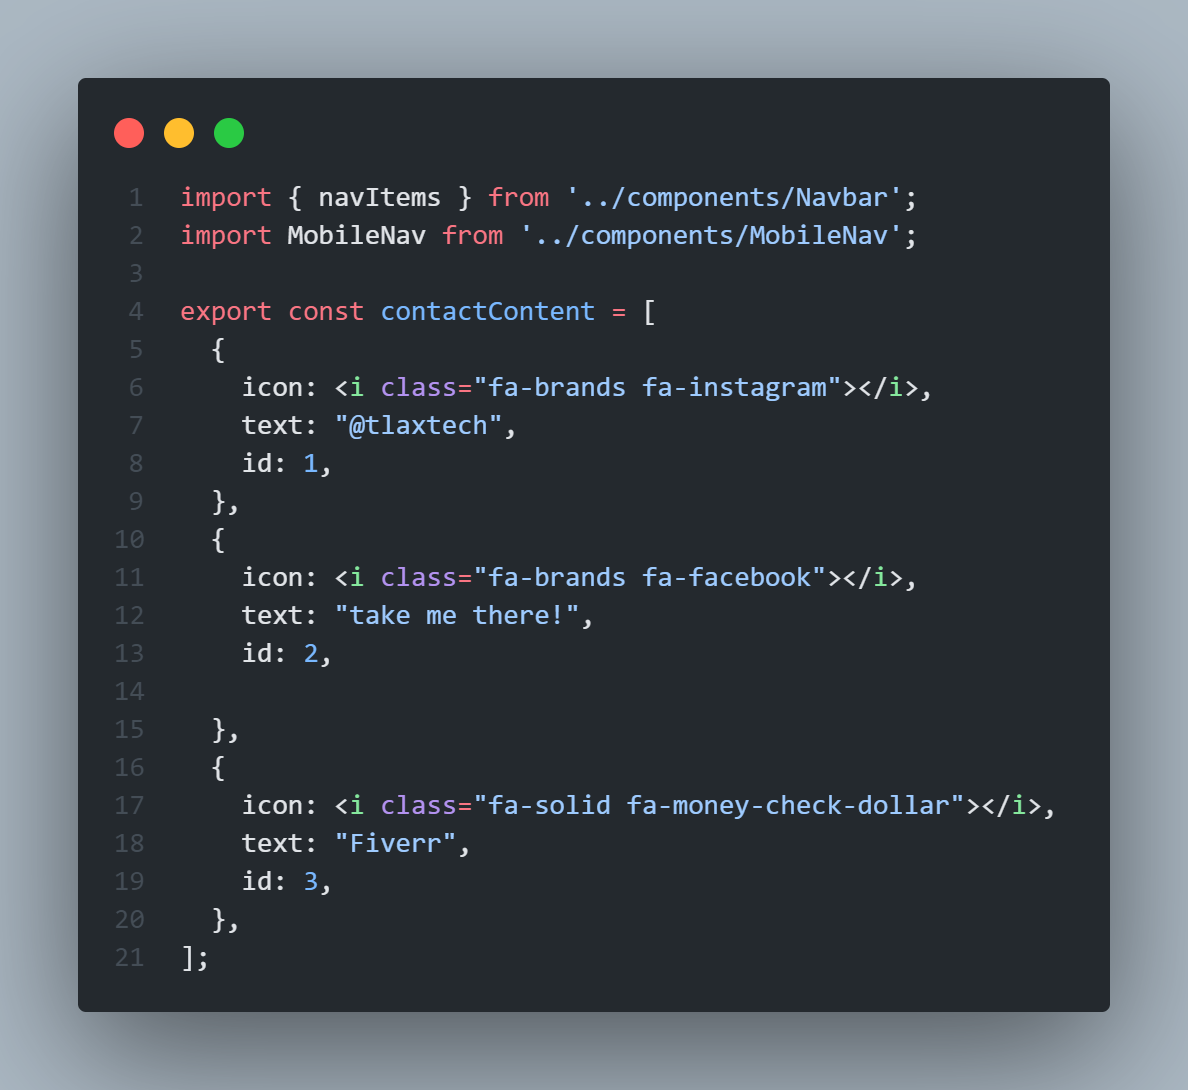 1 import { navItems } from '../components/Navbar';
2 import MobileNav from '../components/MobileNav';
3
4 export const contactContent = [
5   {
6     icon: <i class="fa-brands fa-instagram"></i>,
7     text: "@tlaxtech",
8     id: 1,
9   },
10   {
11     icon: <i class="fa-brands fa-facebook"></i>,
12     text: "take me there!",
13     id: 2,
14
15   },
16   {
17     icon: <i class="fa-solid fa-money-check-dollar"></i>,
18     text: "Fiverr",
19     id: 3,
20   },
21 ];